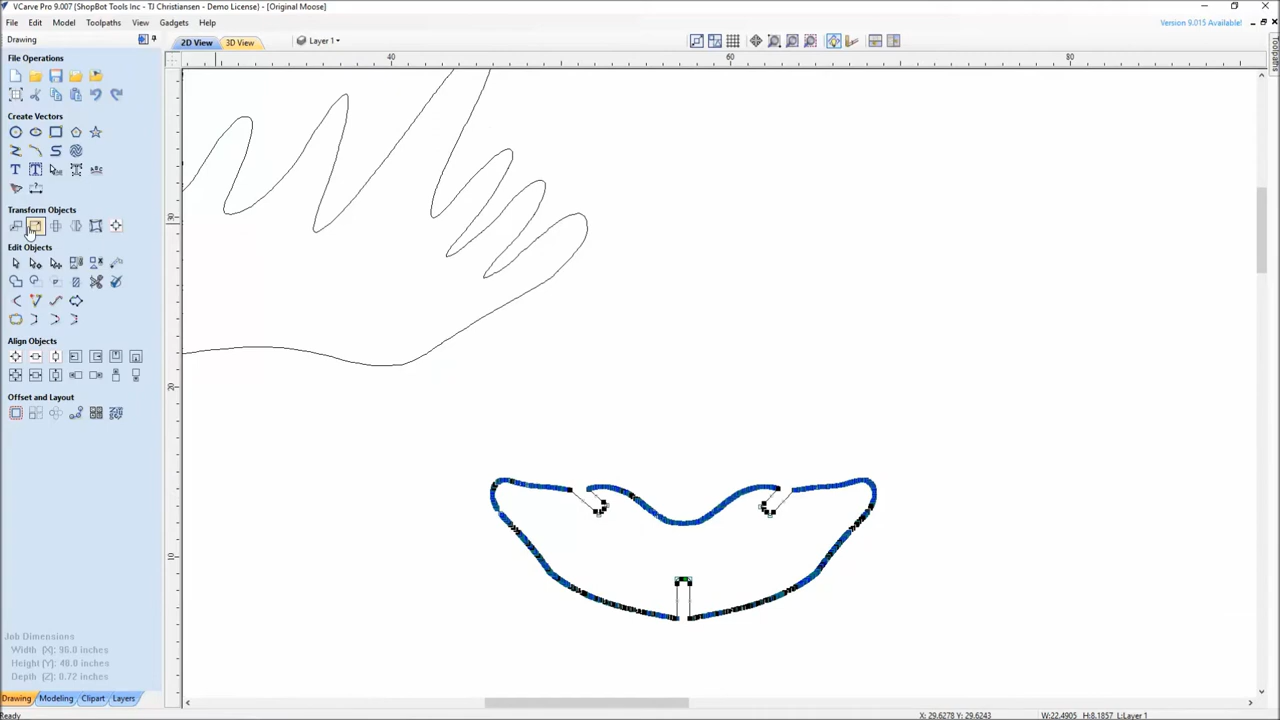 VCarve Pro 9.007 {ShopBot Tools Inc - TJ Christiansen - Demo License} - [Original Moose]
File Edit Model Toolpaths View Gadgets Help
Version 9.015 Available!
Drawing
2D View 3D View Layer 1
Toolpaths
File Operations
40 60 80
Create Vectors
Transform Objects
30
Edit Objects
Align Objects
20
Offset and Layout
10
Job Dimensions
Width (X): 96.0 inches
Height (Y): 48.0 inches
Depth (Z): 0.72 inches
Drawing Modeling Clipart Layers
Ready
X: 29.6278 Y: 29.6243
W:22.4905 H:8.1857 L:Layer 1